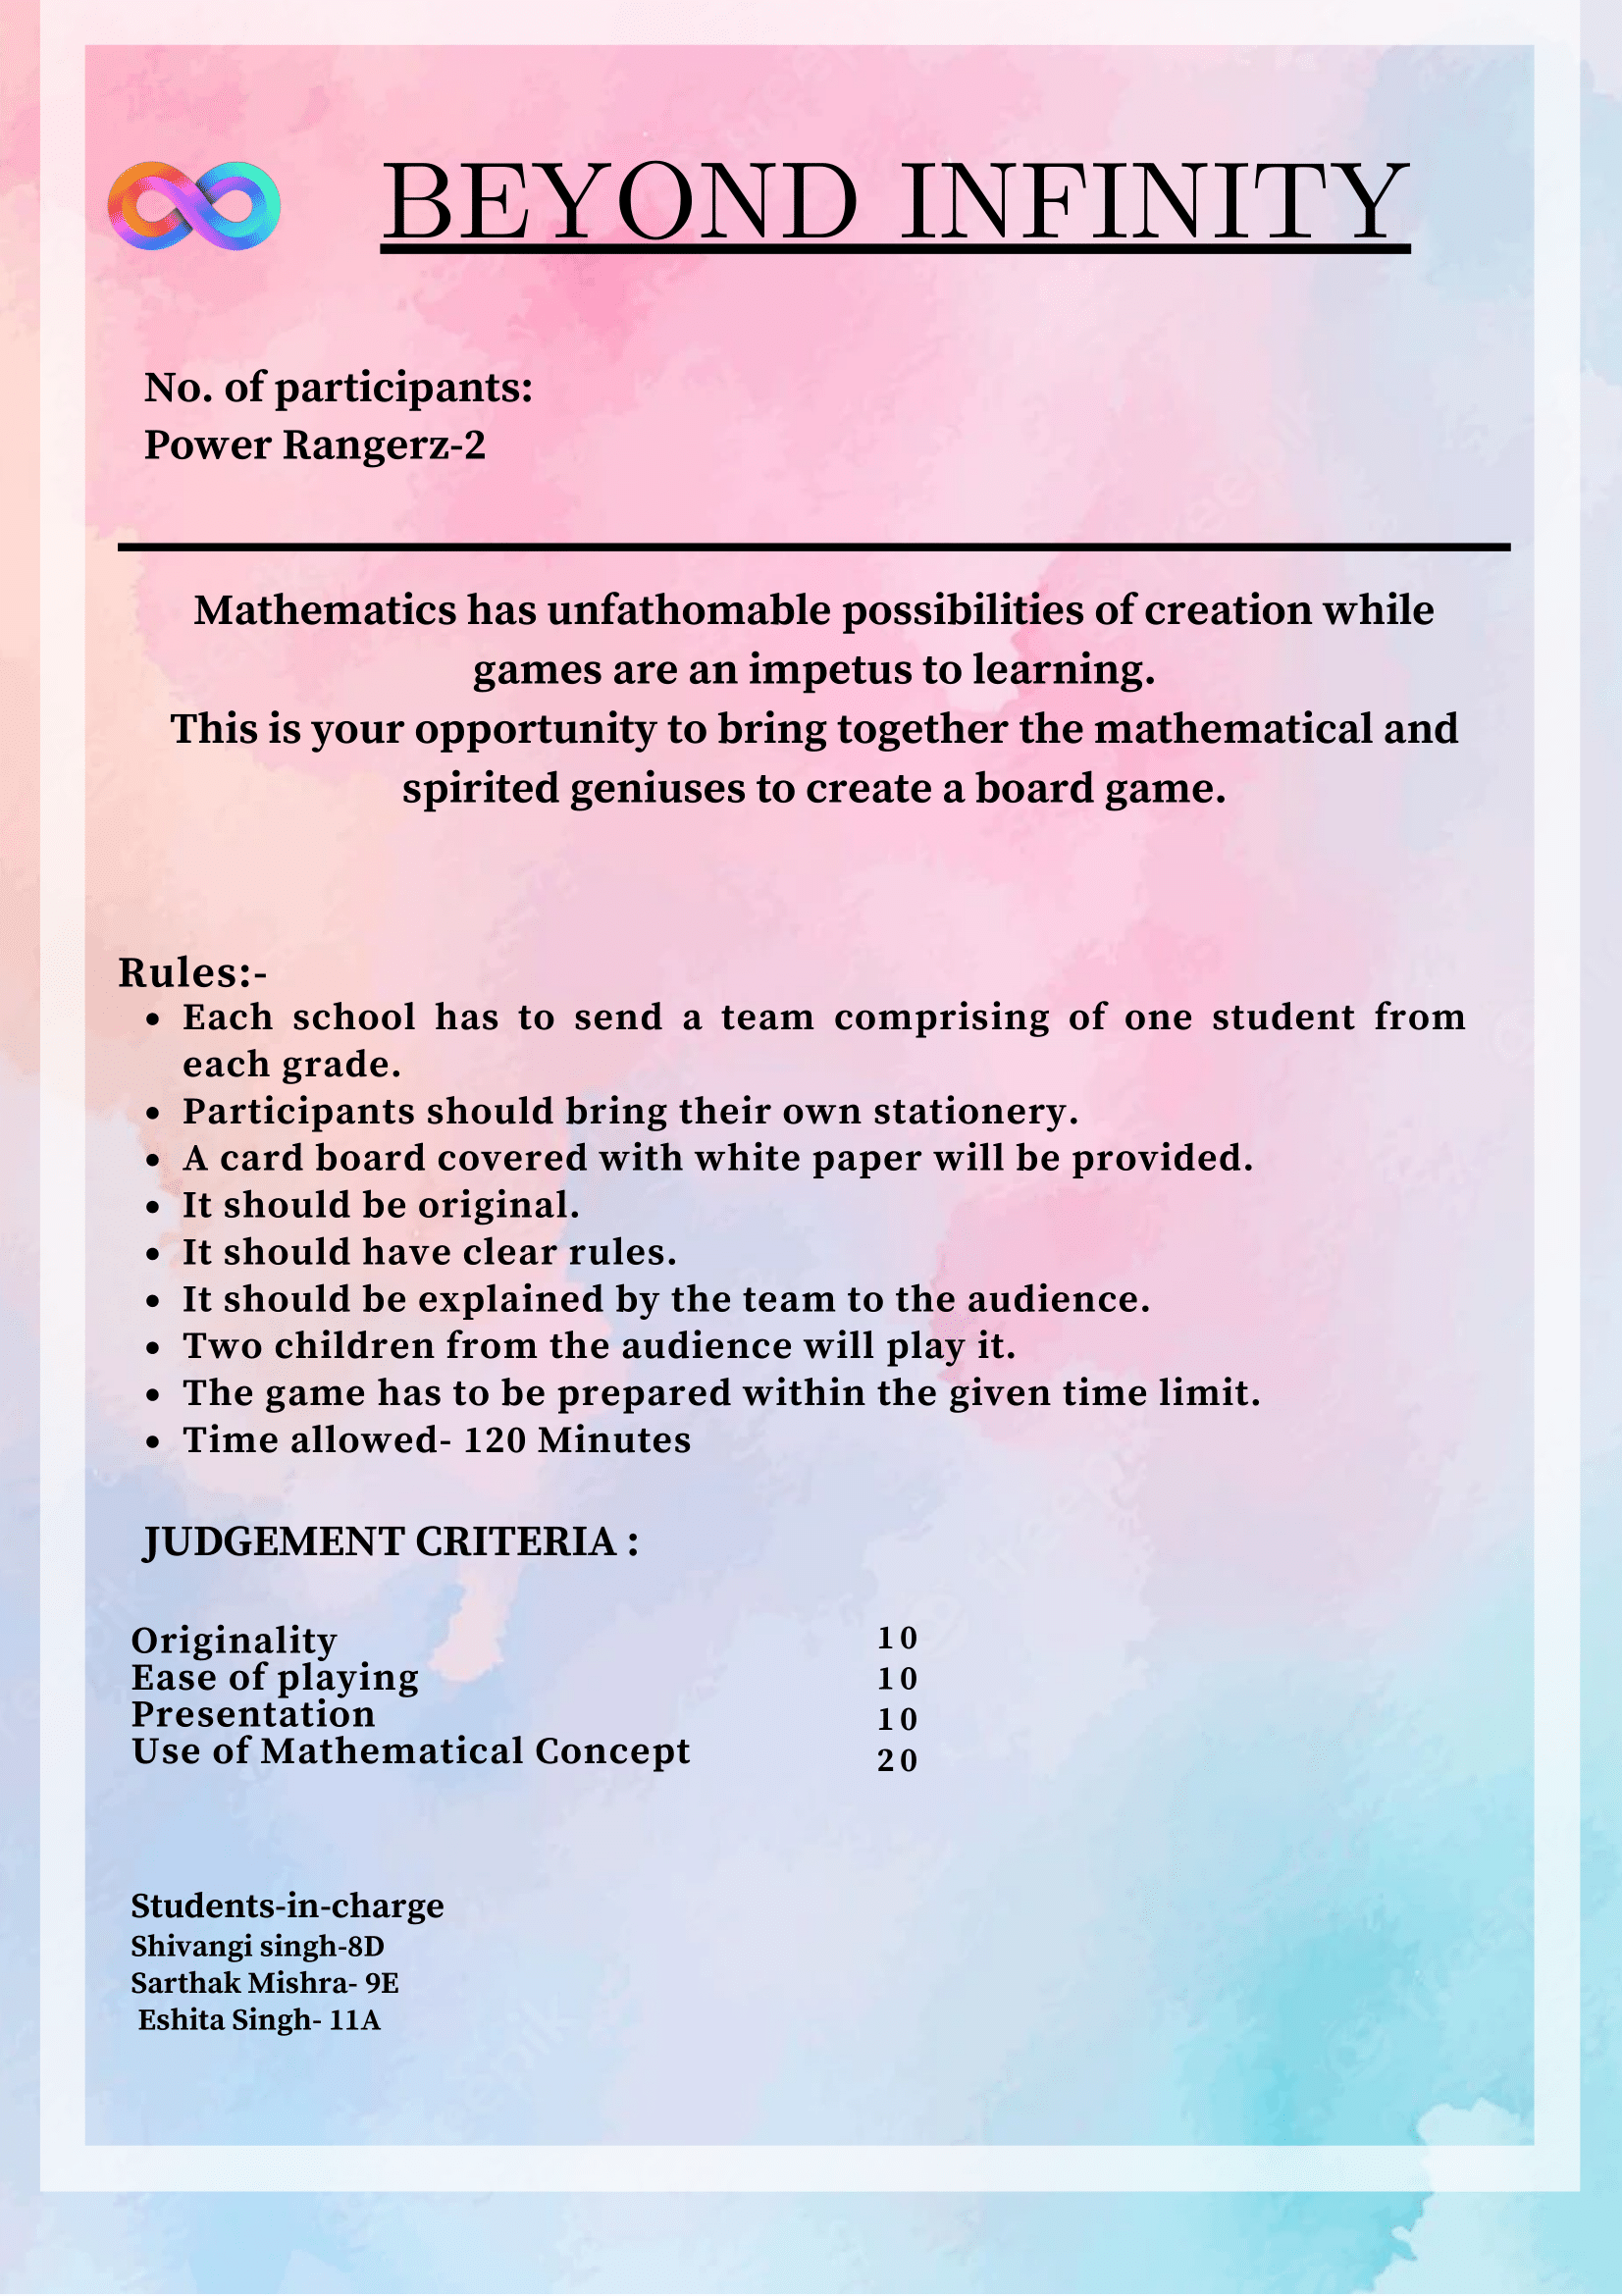 BEYOND INFINITY
No. of participants:
Power Rangerz-2
Mathematics has unfathomable possibilities of creation while
games are an impetus to learning.
This is your opportunity to bring together the mathematical and
spirited geniuses to create a board game.
Rules:-
• Each school has to send a team comprising of one student from
each grade.
• Participants should bring their own stationery.
• A card board covered with white paper will be provided.
• It should be original.
• It should have clear rules.
• It should be explained by the team to the audience.
• Two children from the audience will play it.
• The game has to be prepared within the given time limit.
• Time allowed- 120 Minutes
JUDGEMENT CRITERIA :
Originality 10
Ease of playing 10
Presentation 10
Use of Mathematical Concept 20
Students-in-charge
Shivangi singh-8D
Sarthak Mishra- 9E
Eshita Singh- 11A